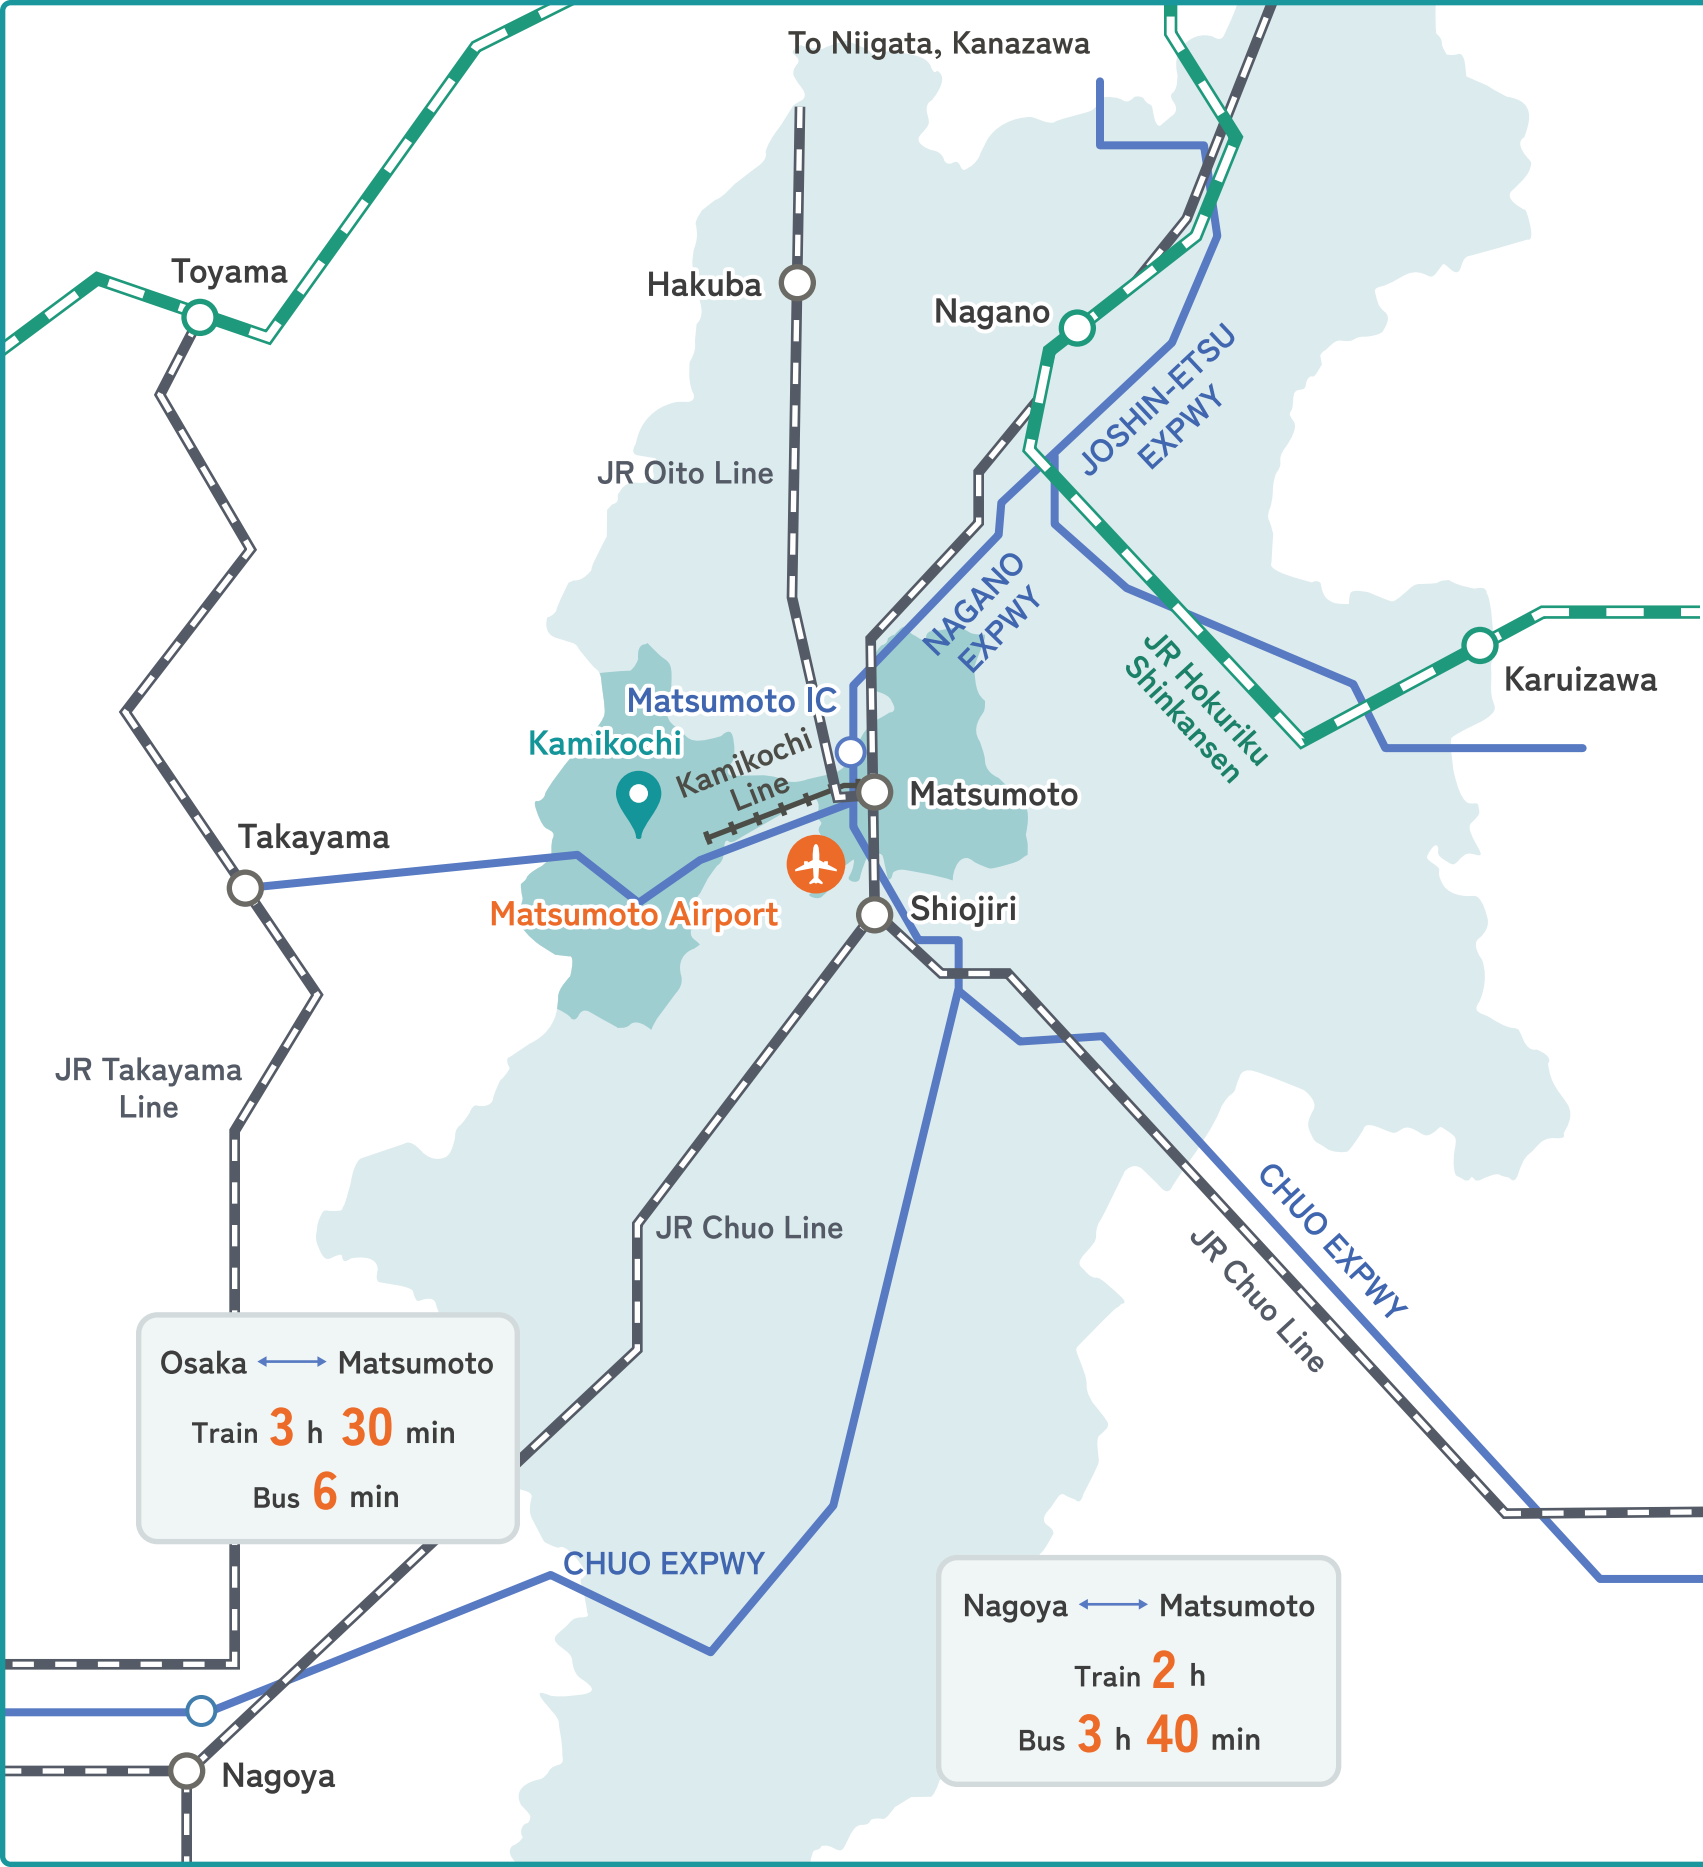 To Niigata, Kanazawa
Toyama
Hakuba
Nagano
JOSHIN-ETSU
EXPWY
JR Oito Line
NAGANO
EXPWY
JR Hokuriku
Shinkansen
Karuizawa
Matsumoto IC
Kamikochi
Kamikochi
Line
Matsumoto
Takayama
Matsumoto Airport
Shiojiri
JR Takayama
Line
JR Chuo Line
CHUO EXPWY
JR Chuo Line
Osaka Matsumoto
Train 3 h 30 min
Bus 6 min
CHUO EXPWY
Nagoya Matsumoto
Train 2 h
Bus 3 h 40 min
Nagoya